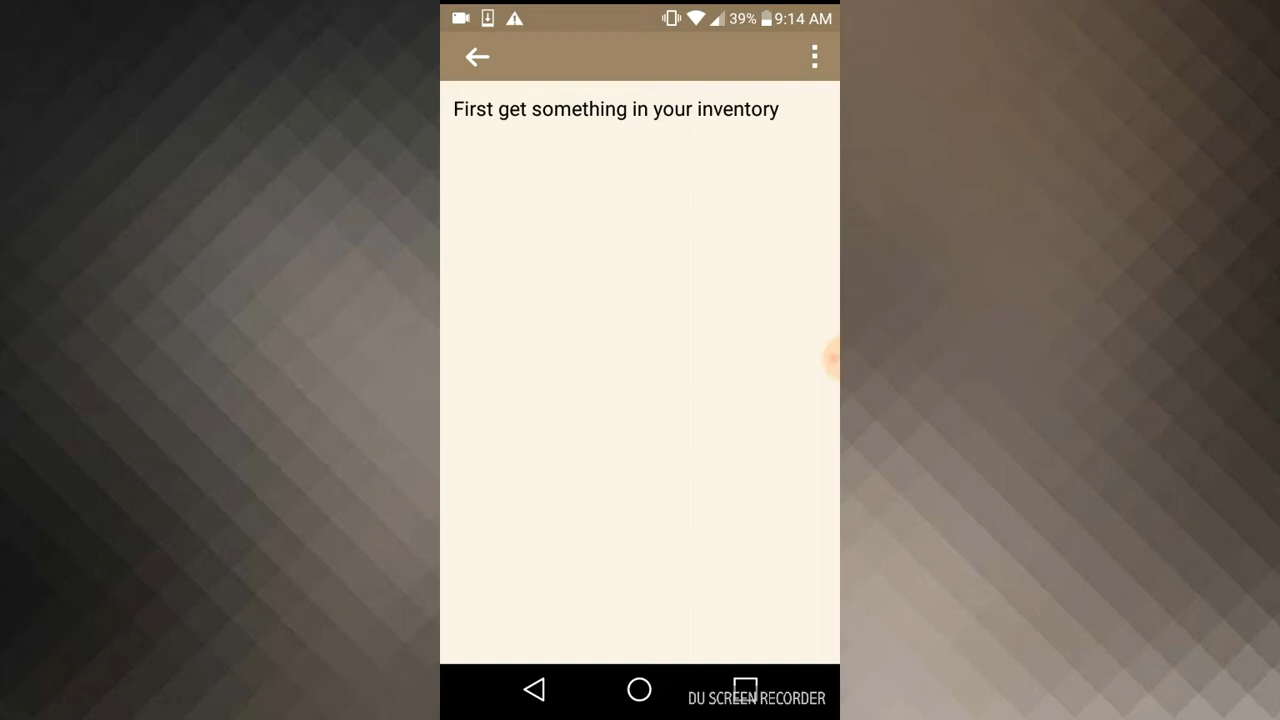 39% 9:14 AM
First get something in your inventory
DU SCREEN RECORDER